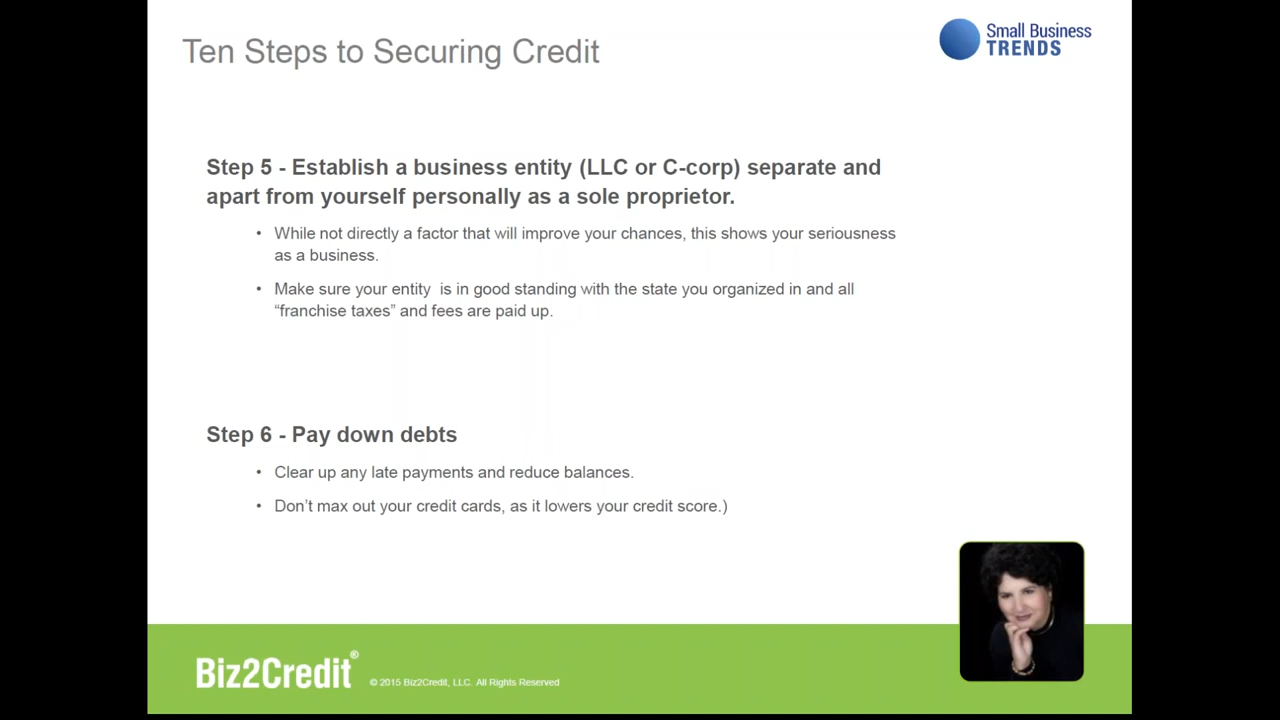 Ten Steps to Securing Credit
Small Business
TRENDS
Step 5 - Establish a business entity (LLC or C-corp) separate and
apart from yourself personally as a sole proprietor.
• While not directly a factor that will improve your chances, this shows your seriousness
as a business.
• Make sure your entity  is in good standing with the state you organized in and all
“franchise taxes” and fees are paid up.
Step 6 - Pay down debts
• Clear up any late payments and reduce balances.
• Don’t max out your credit cards, as it lowers your credit score.)
Biz2Credit®
© 2015 Biz2Credit, LLC. All Rights Reserved